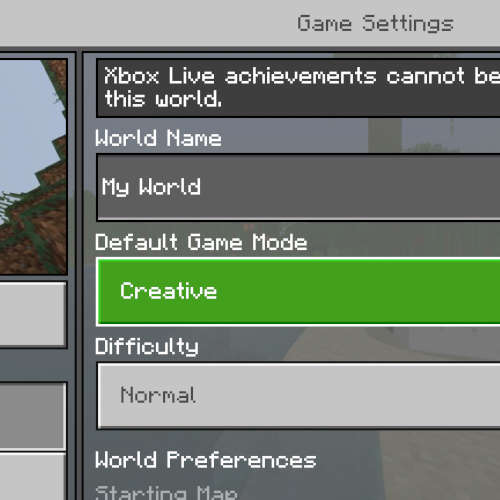 Game Settings
Xbox Live achievements cannot be
this world.
World Name
My World
Default Game Mode
Creative
Difficulty
Normal
World Preferences
Starting Map